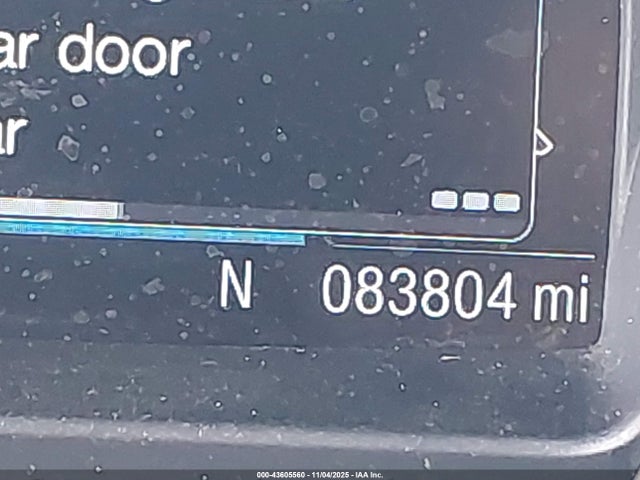 ar door
ar
N 083804 mi
000-43605560 - 11/04/2025 - IAA Inc.